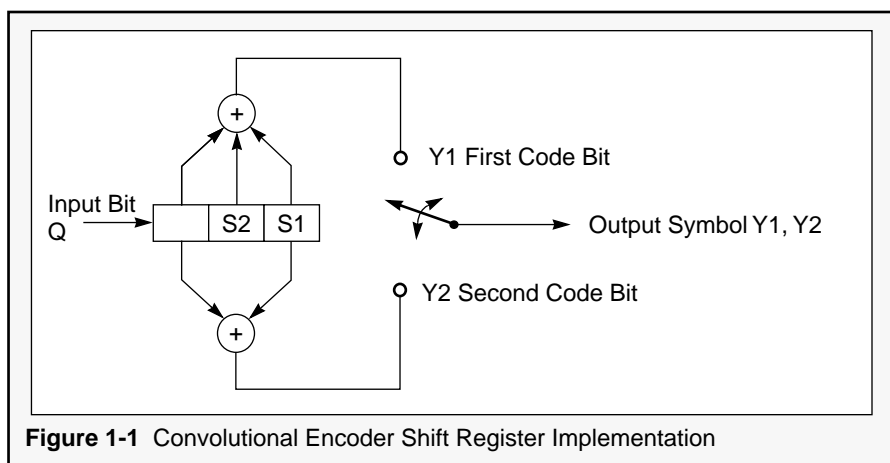 +
Y1 First Code Bit
Input Bit
Q
S2 S1
Output Symbol Y1, Y2
Y2 Second Code Bit
+
Figure 1-1 Convolutional Encoder Shift Register Implementation